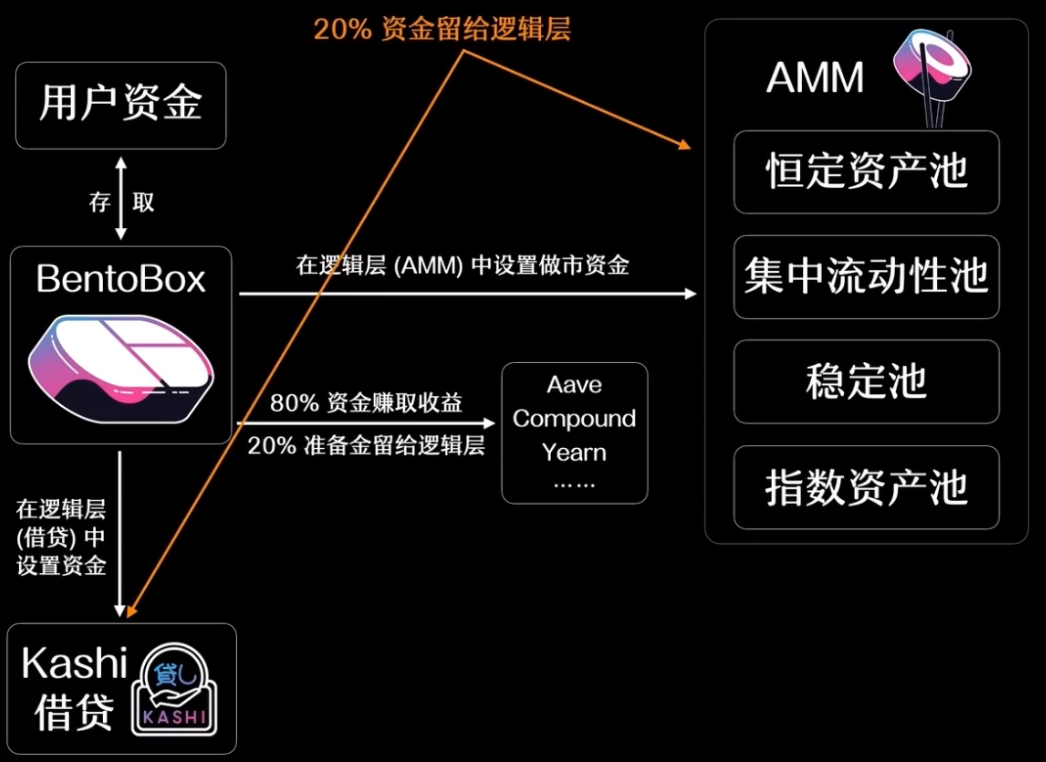 20% 资金留给逻辑层
用户资金
存 取
BentoBox
在逻辑层 (AMM) 中设置做市资金
80% 资金赚取收益
20% 准备金留给逻辑层
Aave
Compound
Yearn
……
在逻辑层
(借贷) 中
设置资金
Kashi
借贷
貸し
KASHI
AMM
恒定资产池
集中流动性池
稳定池
指数资产池